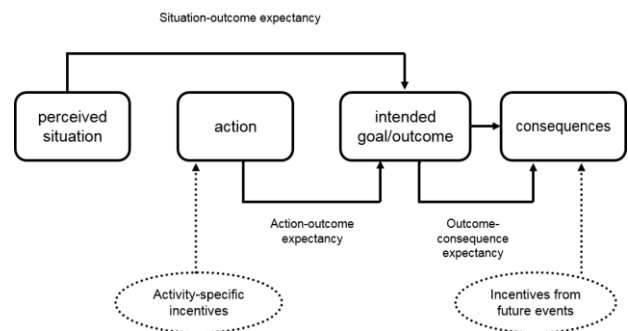 Situation-outcome expectancy
perceived
situation
action
intended
goal/outcome
consequences
Action-outcome
expectancy
Outcome-
consequence
expectancy
Activity-specific
incentives
Incentives from
future events